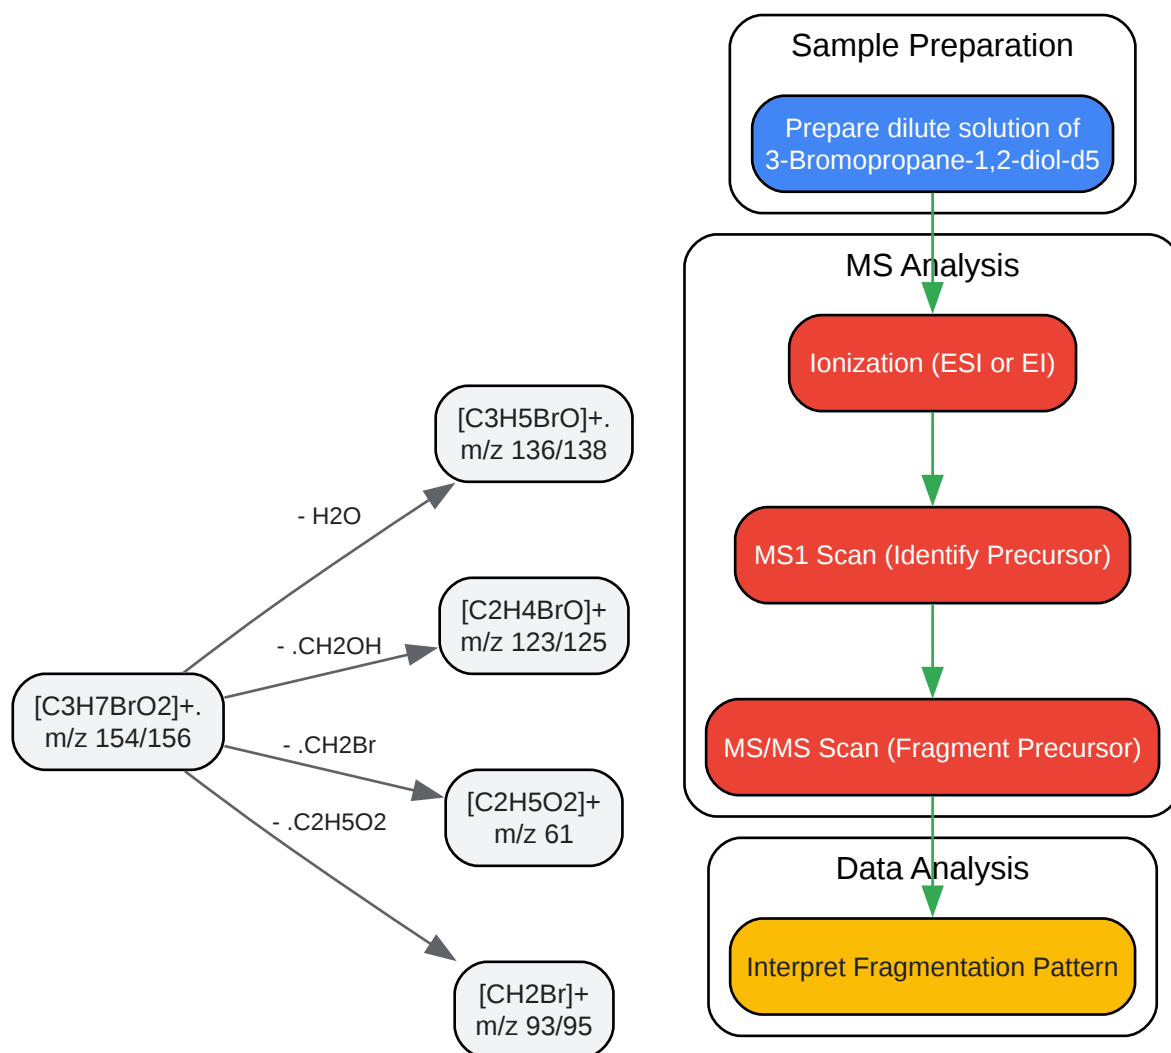 Sample Preparation
Prepare dilute solution of
3-Bromopropane-1,2-diol-d5
MS Analysis
Ionization (ESI or EI)
MS1 Scan (Identify Precursor)
MS/MS Scan (Fragment Precursor)
Data Analysis
Interpret Fragmentation Pattern
[C3H7BrO2]+.
m/z 154/156
- H2O
[C3H5BrO]+.
m/z 136/138
- .CH2OH
[C2H4BrO]+
m/z 123/125
- .CH2Br
[C2H5O2]+
m/z 61
- .C2H5O2
[CH2Br]+
m/z 93/95